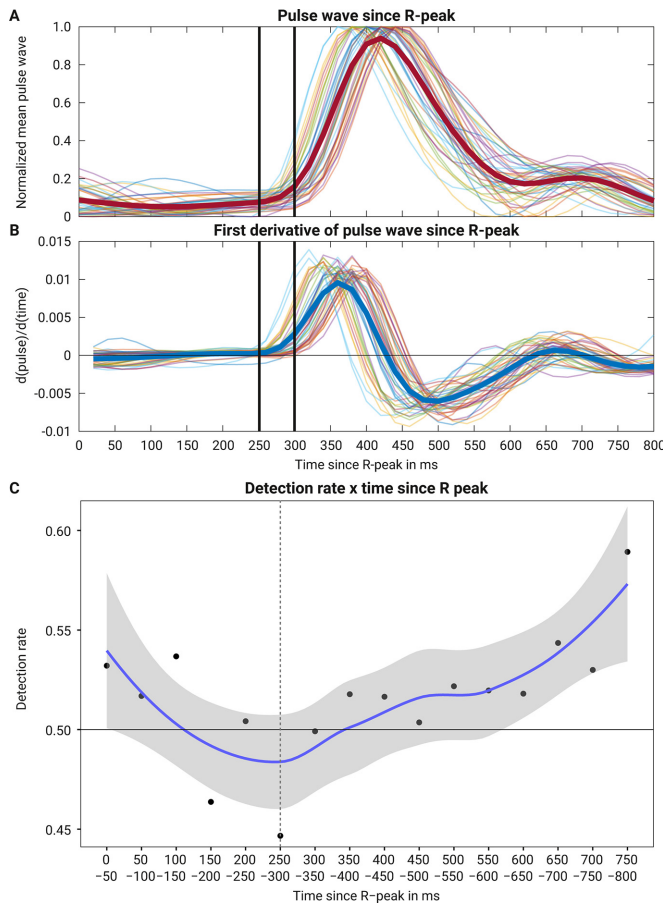 A
Pulse wave since R-peak
Normalized mean pulse wave
1.0
0.8
0.6
0.4
0.2
0
B
First derivative of pulse wave since R-peak
d(pulse)/d(time)
0.015
0.010
0.005
0
-0.005
-0.01
0 50 100 150 200 250 300 350 400 450 500 550 600 650 700 750 800
Time since R-peak in ms
C
Detection rate x time since R peak
Detection rate
0.60
0.55
0.50
0.45
0 50 100 150 200 250 300 350 400 450 500 550 600 650 700 750
−50 −100 −150 −200 −250 −300 −350 −400 −450 −500 −550 −600 −650 −700 −750
Time since R−peak in ms